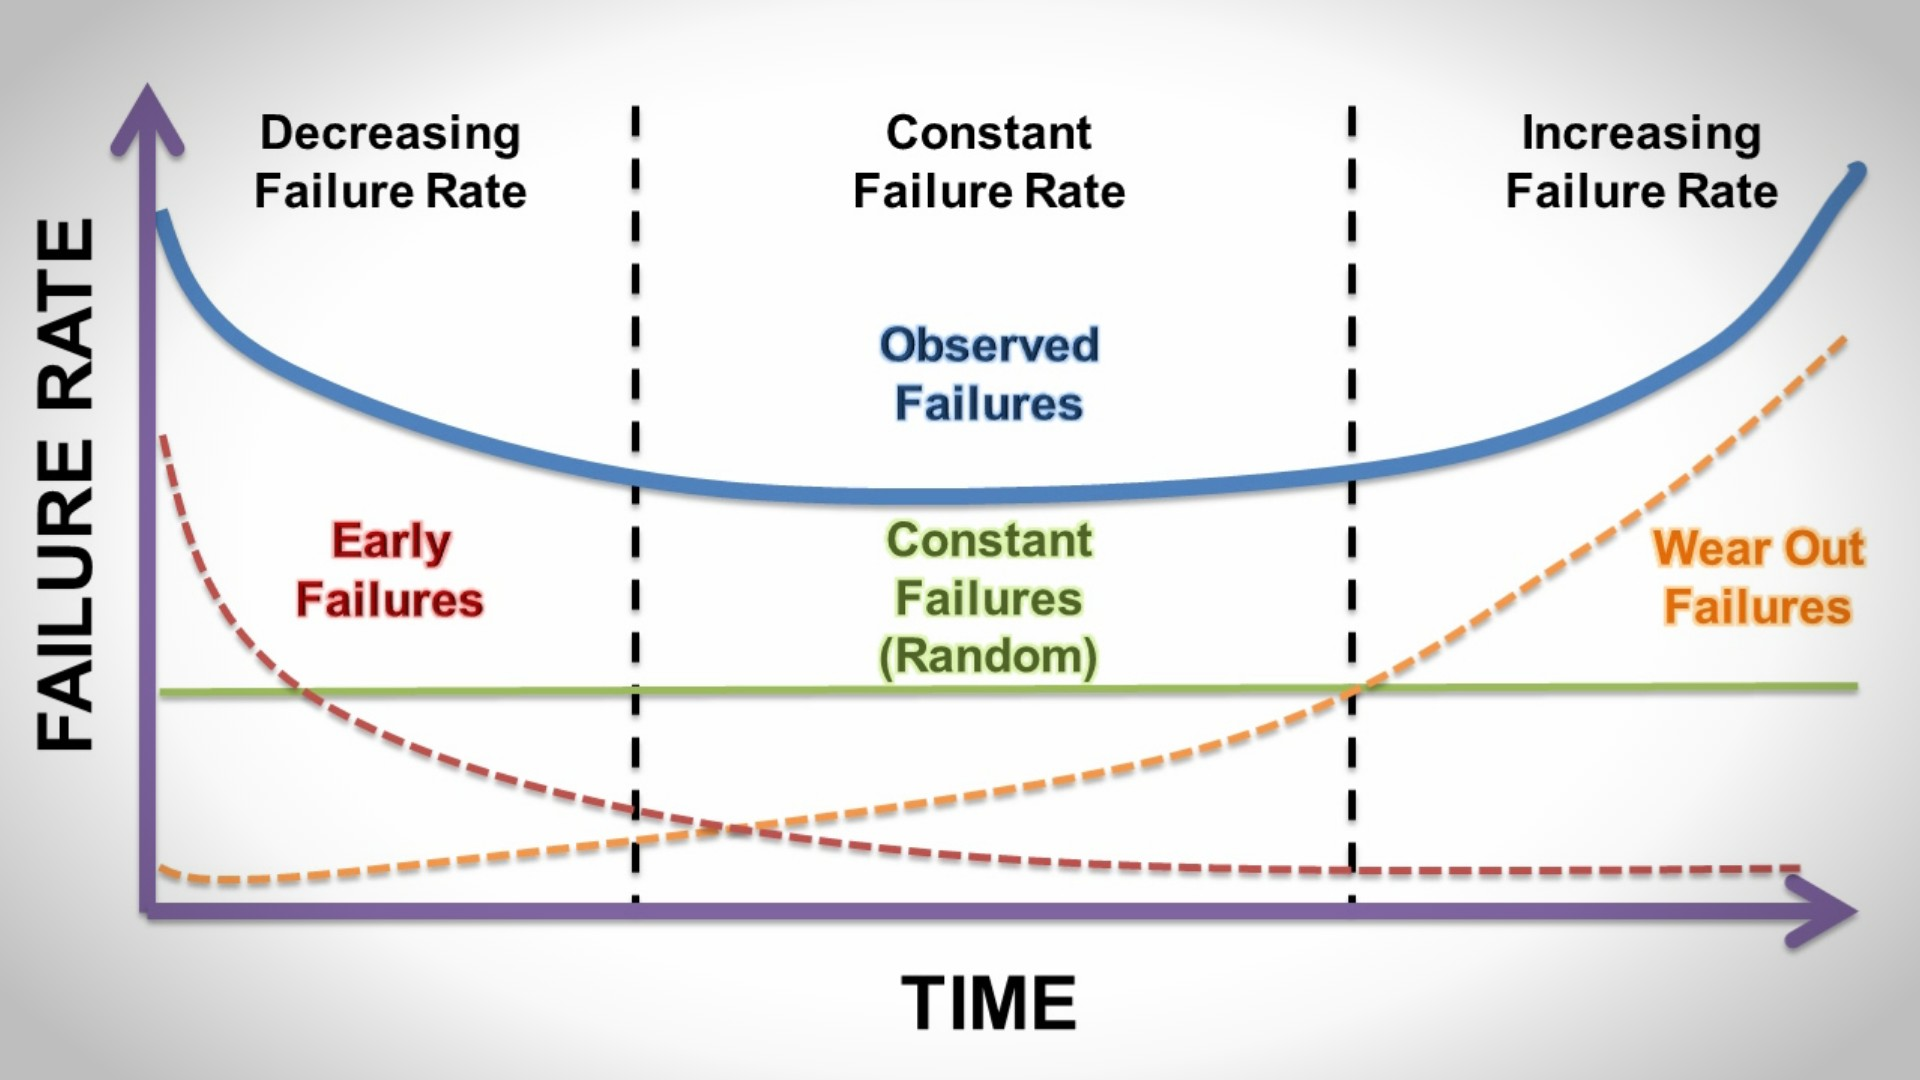 Decreasing
Failure Rate
Constant
Failure Rate
Increasing
Failure Rate
FAILURE RATE
Observed
Failures
Early
Failures
Constant
Failures
(Random)
Wear Out
Failures
TIME